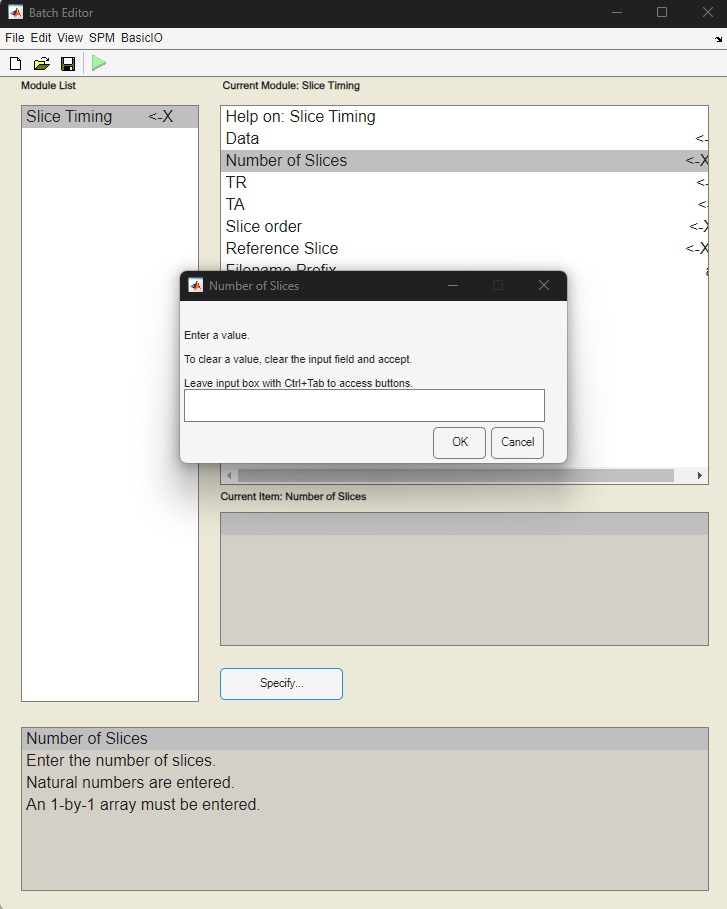 Batch Editor
File Edit View SPM BasicIO
Module List
Current Module: Slice Timing
Slice Timing <-X
Help on: Slice Timing
Data <-
Number of Slices <-X
TR <-
TA <-
Slice order <-X
Reference Slice <-X
Filename Prefix
Number of Slices
Enter a value.
To clear a value, clear the input field and accept.
Leave input box with Ctrl+Tab to access buttons.
OK Cancel
Current Item: Number of Slices
Specify...
Number of Slices
Enter the number of slices.
Natural numbers are entered.
An 1-by-1 array must be entered.